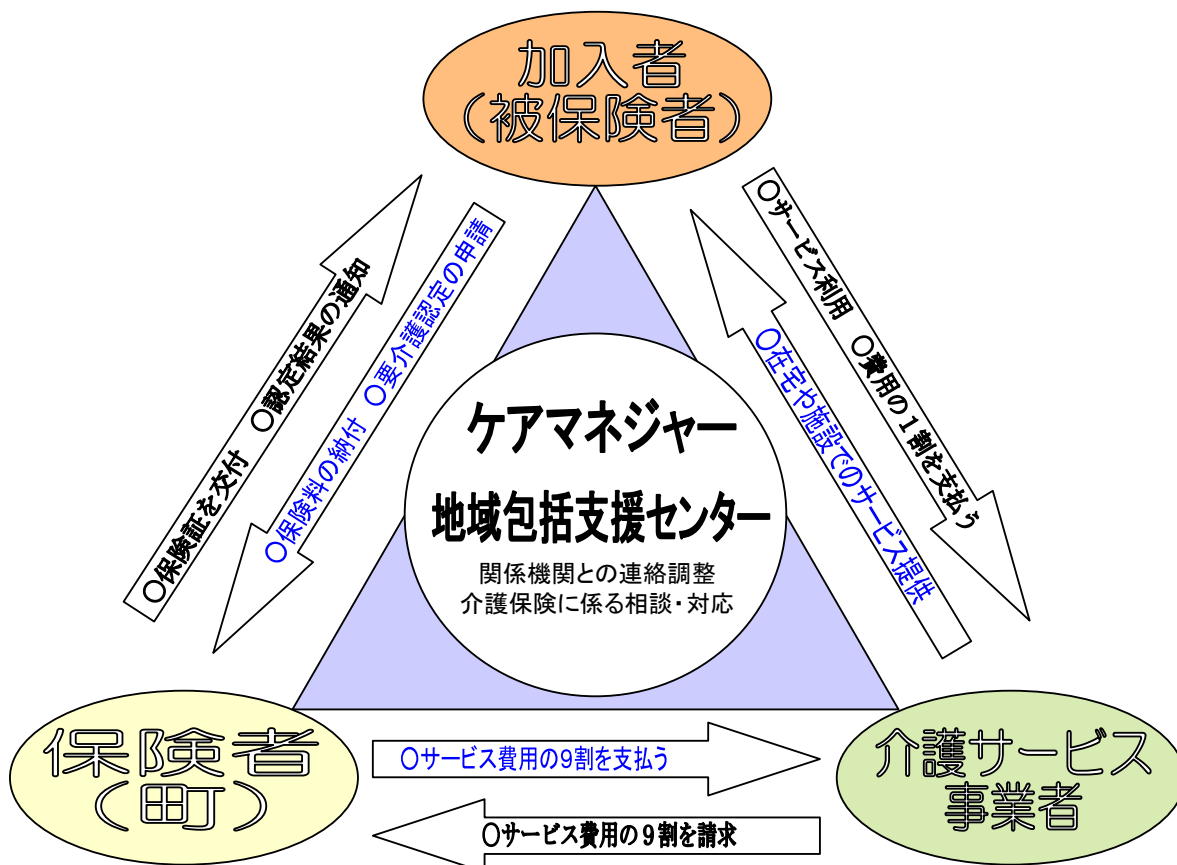 加入者
（被保険者）
○保険証を交付　○認定結果の通知
○保険料の納付　○要介護認定の申請
○サービス利用　○費用の１割を支払う
○在宅や施設でのサービス提供
ケアマネジャー
地域包括支援センター
関係機関との連絡調整
介護保険に係る相談・対応
保険者
（町）
○サービス費用の9割を支払う
○サービス費用の９割を請求
介護サービス
事業者